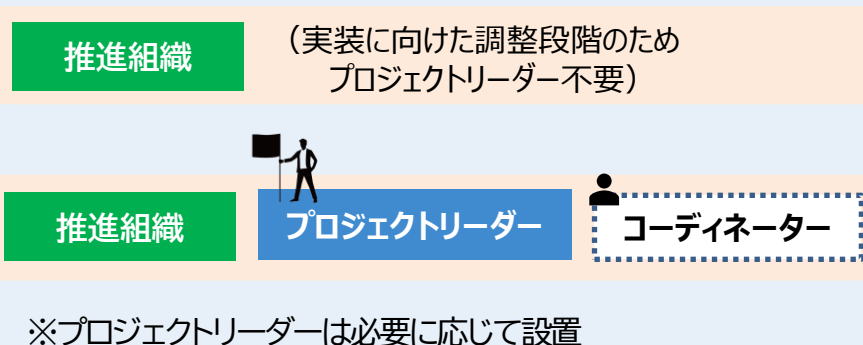 推進組織
（実装に向けた調整段階のため
プロジェクトリーダー不要）
推進組織
プロジェクトリーダー
コーディネーター
※プロジェクトリーダーは必要に応じて設置